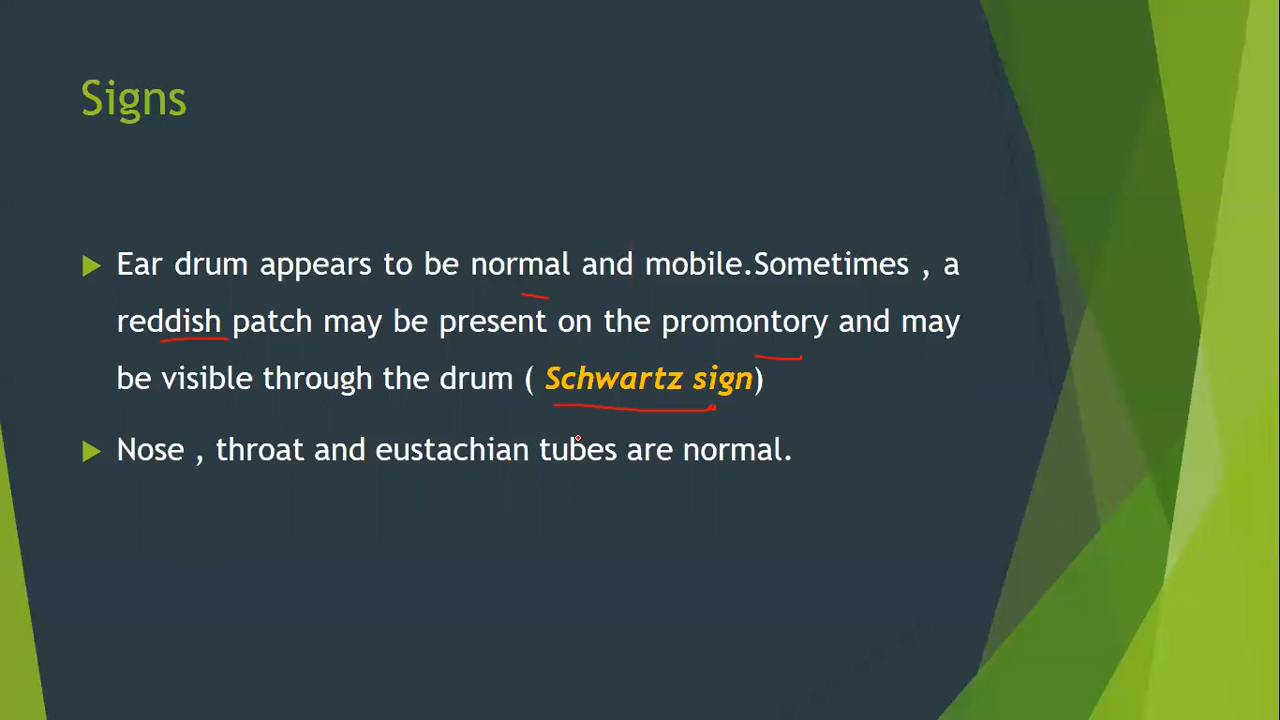 Signs
Ear drum appears to be normal and mobile.Sometimes , a
reddish patch may be present on the promontory and may
be visible through the drum ( Schwartz sign)
Nose , throat and eustachian tubes are normal.